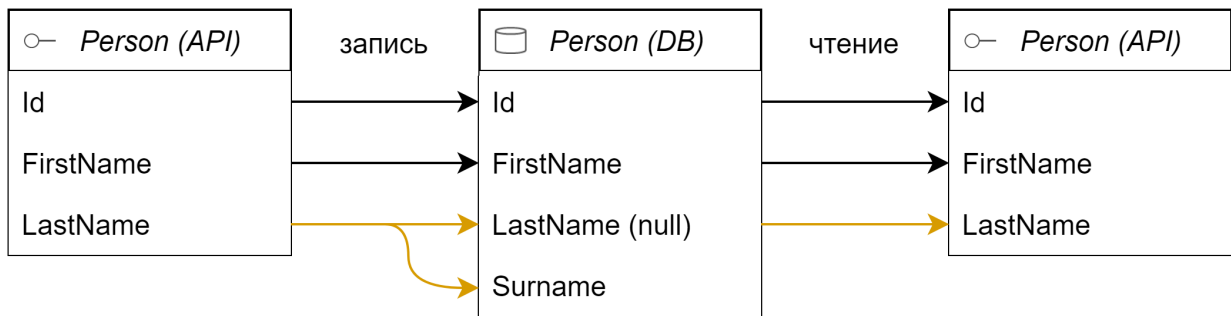 Person (API)
запись
Person (DB)
чтение
Person (API)
Id
Id
Id
FirstName
FirstName
FirstName
LastName
LastName (null)
LastName
Surname